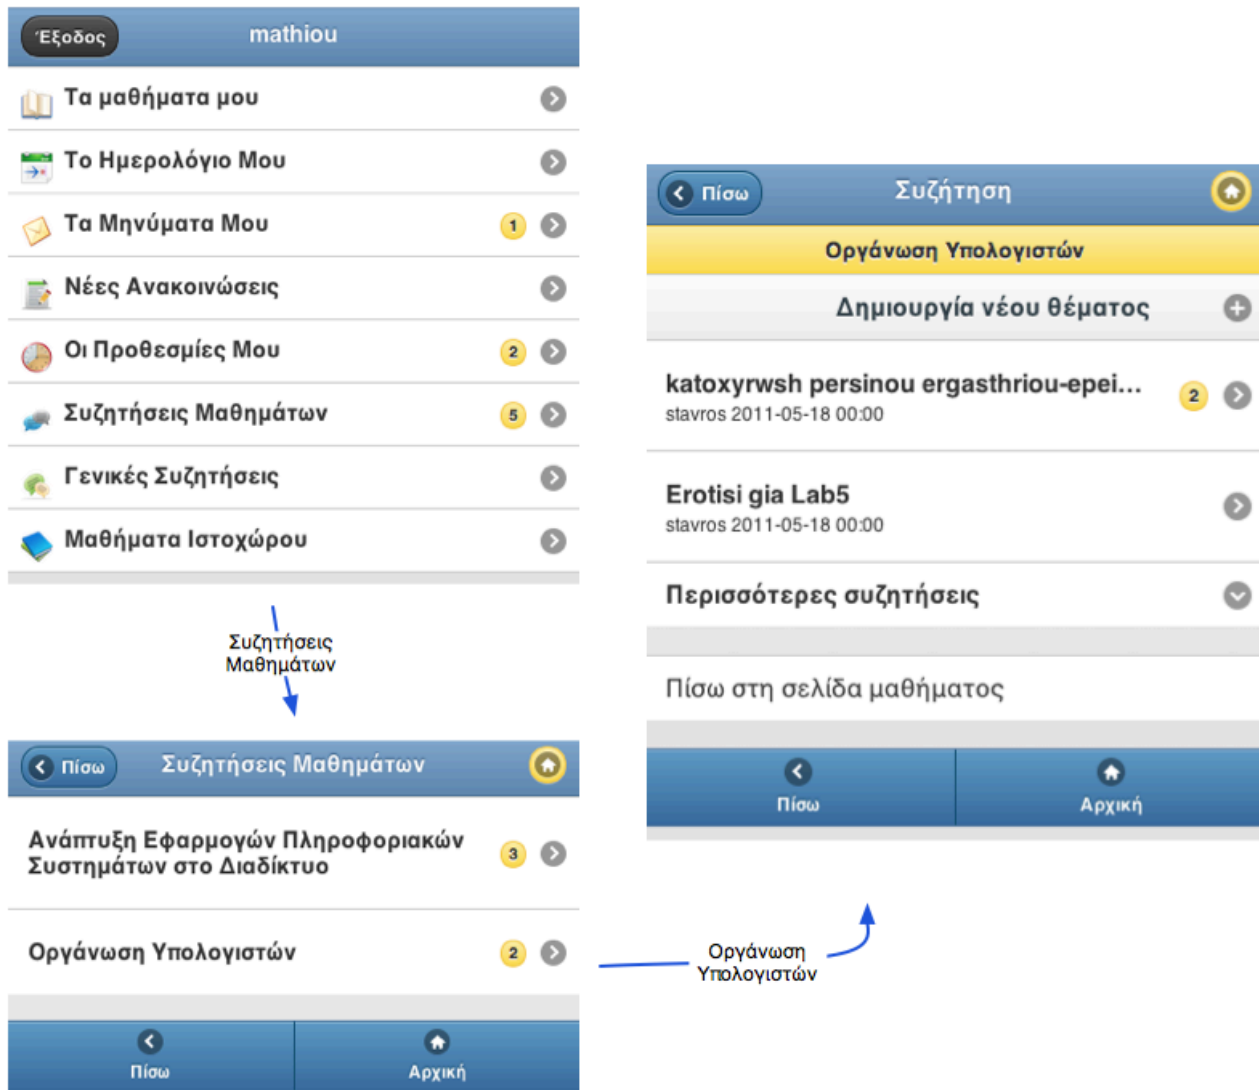 Έξοδος
mathiou
Τα μαθήματα μου
Το Ημερολόγιο Μου
Τα Μηνύματα Μου 1
Νέες Ανακοινώσεις
Οι Προθεσμίες Μου 2
Συζητήσεις Μαθημάτων 5
Γενικές Συζητήσεις
Μαθήματα Ιστοχώρου
Συζητήσεις
Μαθημάτων
Πίσω
Συζητήσεις Μαθημάτων
Ανάπτυξη Εφαρμογών Πληροφοριακών
Συστημάτων στο Διαδίκτυο
3
Οργάνωση Υπολογιστών 2
Πίσω
Αρχική
Οργάνωση
Υπολογιστών
Πίσω
Συζήτηση
Οργάνωση Υπολογιστών
Δημιουργία νέου θέματος
katoxyrwsh persinou ergasthriou-epei... 2
stavros 2011-05-18 00:00
Erotisi gia Lab5
stavros 2011-05-18 00:00
Περισσότερες συζητήσεις
Πίσω στη σελίδα μαθήματος
Πίσω
Αρχική